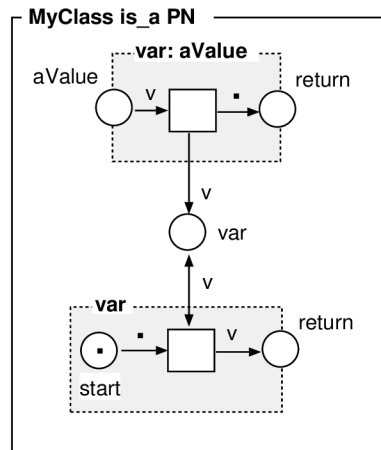 MyClass is_a PN
var: aValue
aValue
v
return
v
var
v
var
return
v
start